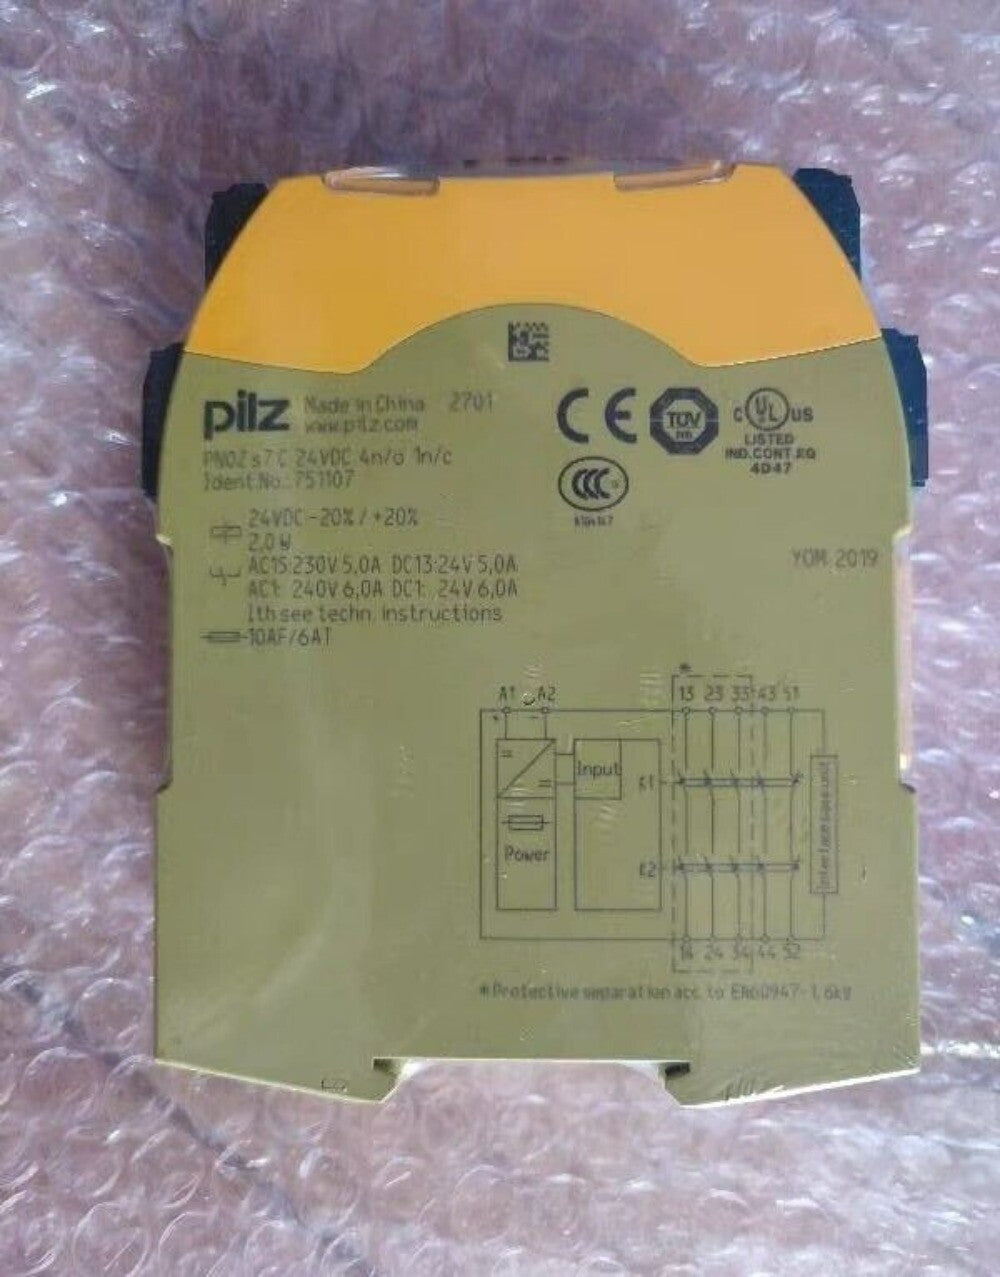 pilz Made in China 2701
www.pilz.com
PNOZ s7 C 24VDC 4n/o 1n/c
Ident.No.:751107
24VDC -20% / +20%
2,0 W
AC15:230V 5,0A DC13:24V 5,0A
AC1: 240V 6,0A DC1: 24V 6,0A
Ith see techn. instructions
10AF/6AT
CE
TÜV
C UL US
LISTED
IND.CONT.EQ
4D47
CCC
YOM 2019
*
A1 A2 13 23 33 43 51
+ -
Input
Power
K1
K2
Interface
14 24 34 44 52
*Protective separation acc. to EN60947-1, 6kV